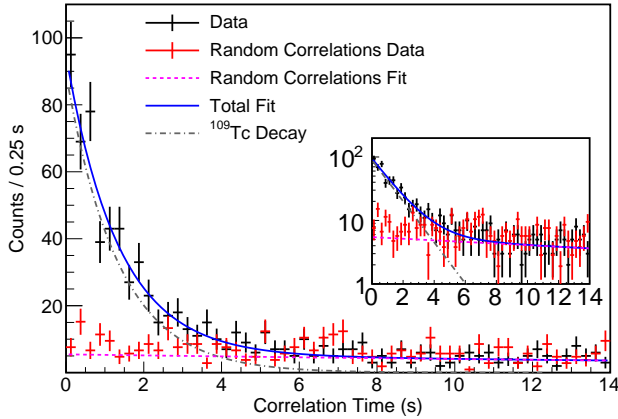 Counts / 0.25 s
100
80
60
40
20
Data
Random Correlations Data
Random Correlations Fit
Total Fit
¹⁰⁹Tc Decay
10²
10
1
0 2 4 6 8 10 12 14
0 2 4 6 8 10 12 14
Correlation Time (s)